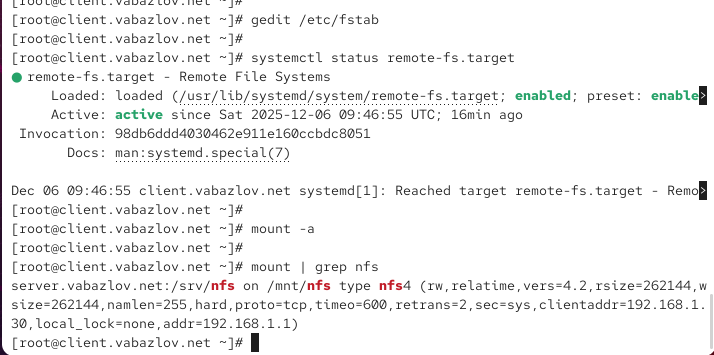 [root@client.vabazlov.net ~]#
[root@client.vabazlov.net ~]# gedit /etc/fstab
[root@client.vabazlov.net ~]#
[root@client.vabazlov.net ~]# systemctl status remote-fs.target
● remote-fs.target - Remote File Systems
     Loaded: loaded (/usr/lib/systemd/system/remote-fs.target; enabled; preset: enable>
     Active: active since Sat 2025-12-06 09:46:55 UTC; 16min ago
 Invocation: 98db6ddd4030462e911e160ccbdc8051
       Docs: man:systemd.special(7)

Dec 06 09:46:55 client.vabazlov.net systemd[1]: Reached target remote-fs.target - Remo>
[root@client.vabazlov.net ~]#
[root@client.vabazlov.net ~]# mount -a
[root@client.vabazlov.net ~]#
[root@client.vabazlov.net ~]# mount | grep nfs
server.vabazlov.net:/srv/nfs on /mnt/nfs type nfs4 (rw,relatime,vers=4.2,rsize=262144,w
size=262144,namlen=255,hard,proto=tcp,timeo=600,retrans=2,sec=sys,clientaddr=192.168.1.
30,local_lock=none,addr=192.168.1.1)
[root@client.vabazlov.net ~]#